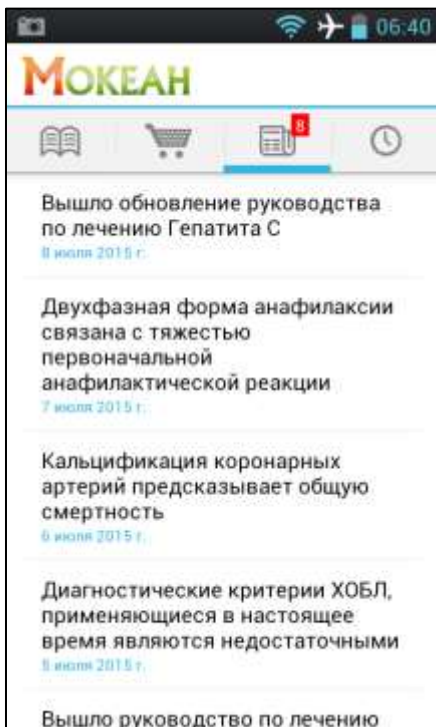 06:40
МОКЕАН
8
Вышло обновление руководства
по лечению Гепатита С
8 июля 2015 г.
Двухфазная форма анафилаксии
связана с тяжестью
первоначальной
анафилактической реакции
7 июля 2015 г.
Кальцификация коронарных
артерий предсказывает общую
смертность
6 июля 2015 г.
Диагностические критерии ХОБЛ,
применяющиеся в настоящее
время являются недостаточными
5 июля 2015 г.
Вышло руководство по лечению